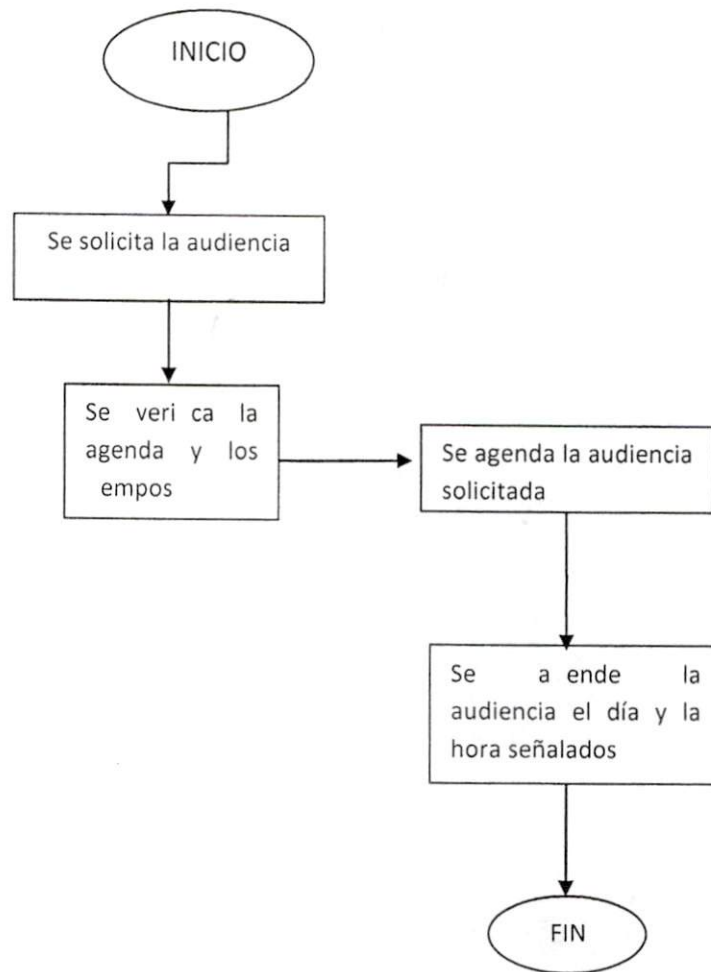 INICIO
Se solicita la audiencia
Se veri ca la
agenda y los
empos
Se agenda la audiencia
solicitada
Se a ende la
audiencia el día y la
hora señalados
FIN